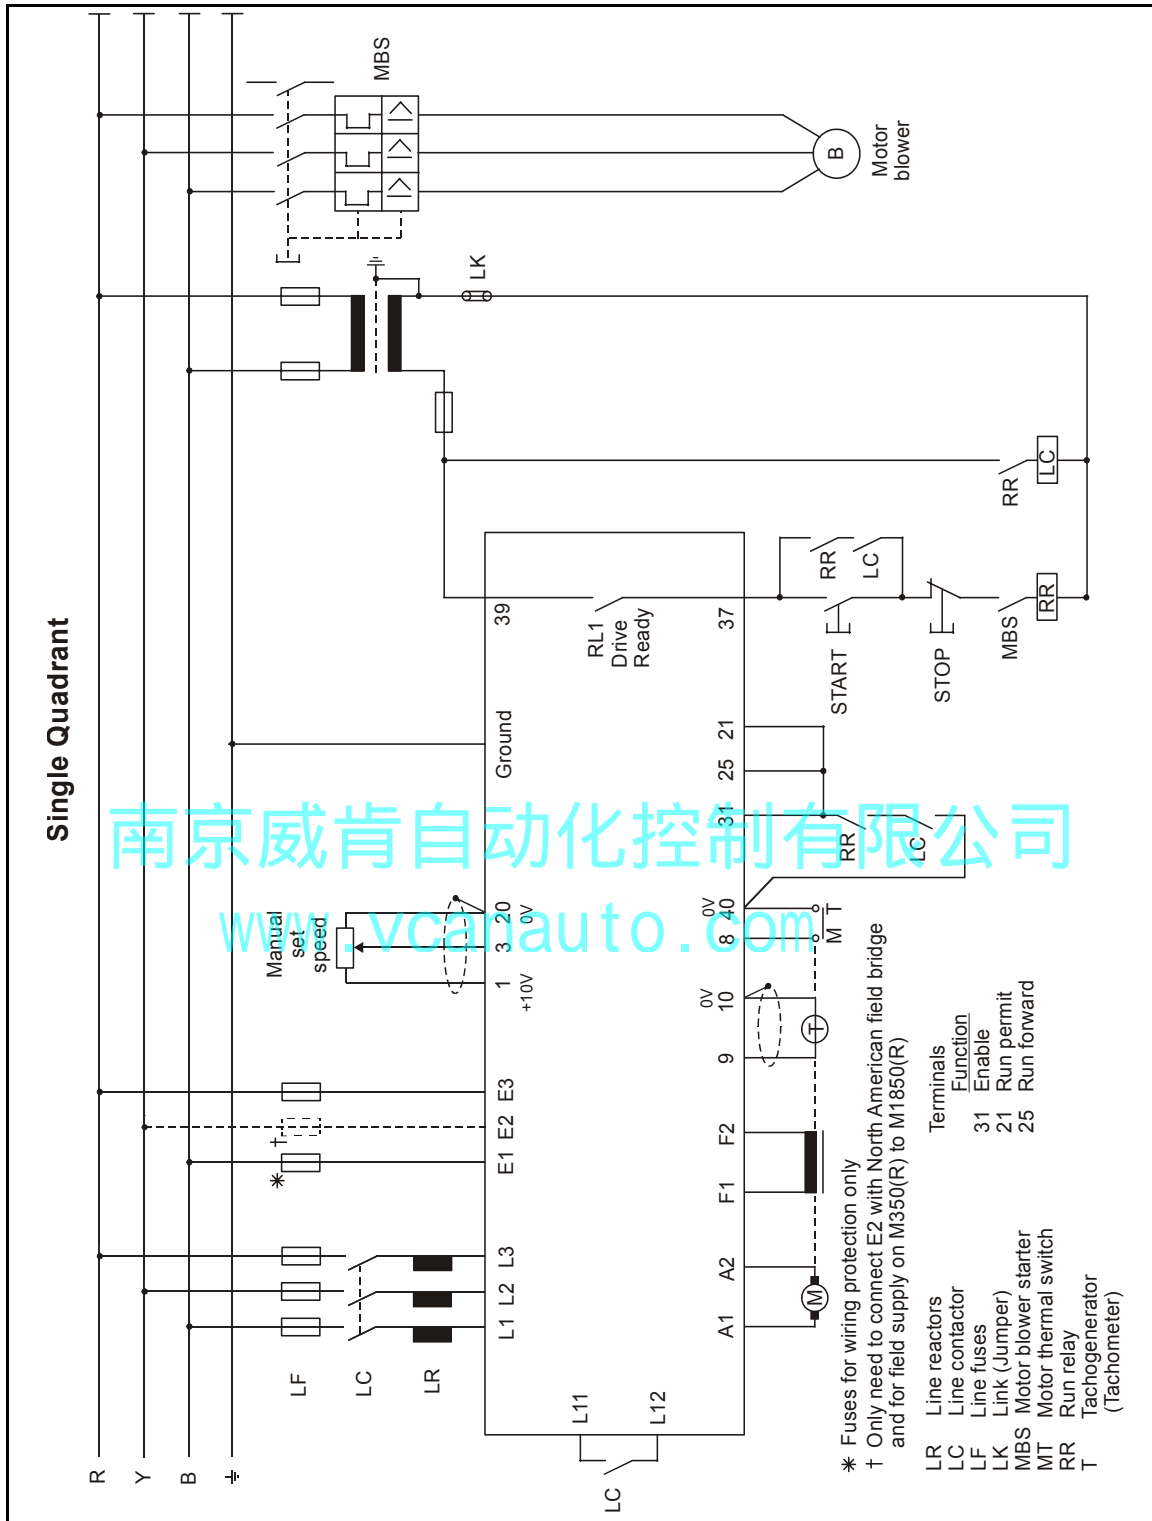 Single Quadrant
R
Y
B
MBS
B
Motor
blower
LK
RR
LC
39
RL1
Drive
Ready
37
START
RR
LC
STOP
MBS
RR
Ground
21
25
31
RR
LC
南京威肯自动化控制有限公司
www.vcanauto.com
Manual
set
speed
20
0V
3
1
+10V
0V
40
8
M T
0V
10
9
T
E3
E2
E1
†
*
F2
F1
L3
L2
L1
A2
A1
M
LF
LC
LR
L11
L12
LC
* Fuses for wiring protection only
† Only need to connect E2 with North American field bridge
and for field supply on M350(R) to M1850(R)
Terminals
Function
31 Enable
21 Run permit
25 Run forward
LR Line reactors
LC Line contactor
LF Line fuses
LK Link (Jumper)
MBS Motor blower starter
MT Motor thermal switch
RR Run relay
T Tachogenerator
(Tachometer)